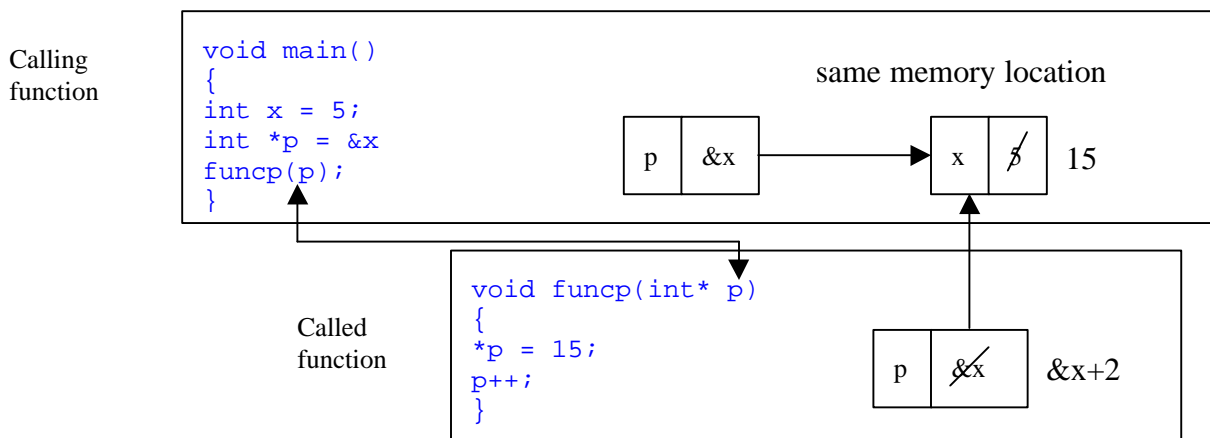 Calling
function
void main()
{
int x = 5;
int *p = &x
funcp(p);
}
same memory location
p &x
x 5 15
Called
function
void funcp(int* p)
{
*p = 15;
p++;
}
p &x &x+2